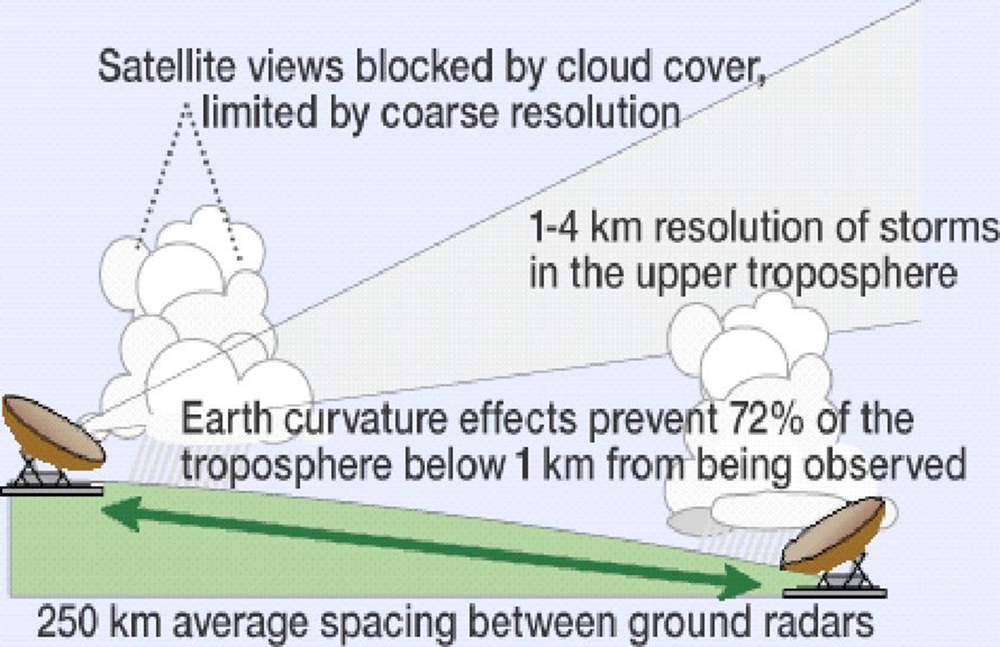 Satellite views blocked by cloud cover,
limited by coarse resolution
1-4 km resolution of storms
in the upper troposphere
Earth curvature effects prevent 72% of the
troposphere below 1 km from being observed
250 km average spacing between ground radars